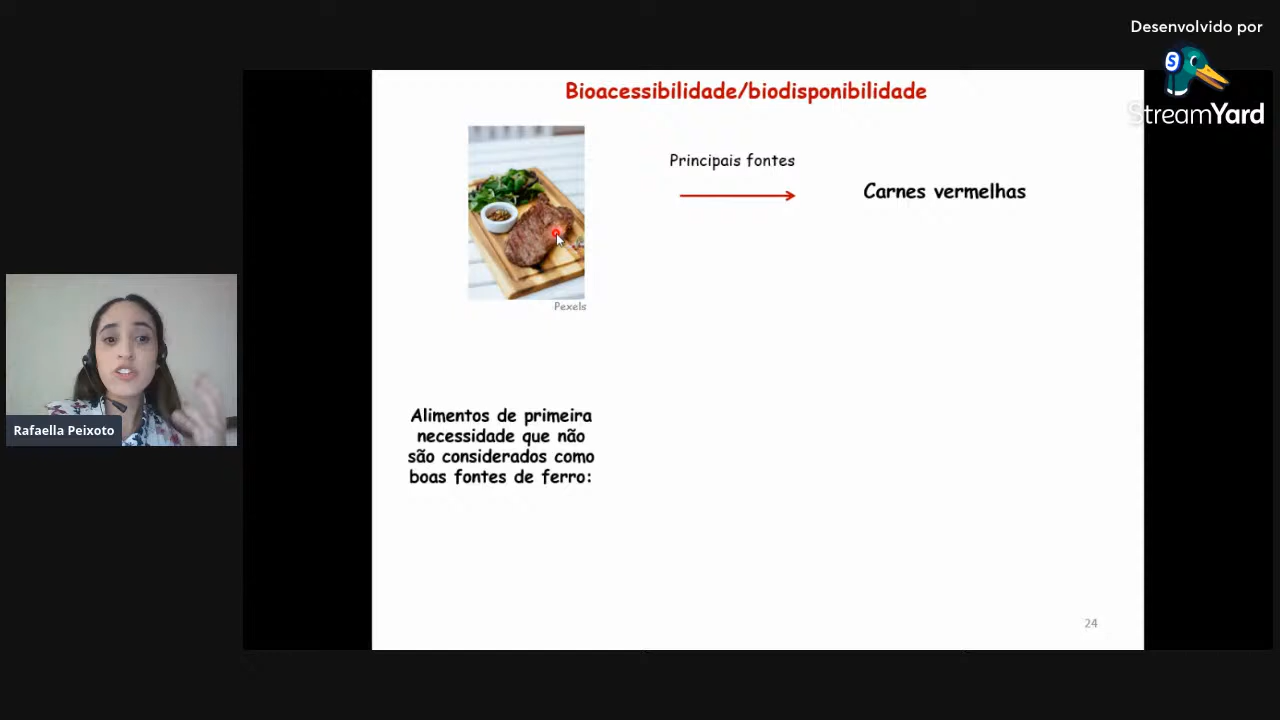 Desenvolvido por
StreamYard
Bioacessibilidade/biodisponibilidade
Principais fontes
Carnes vermelhas
Pexels
Rafaella Peixoto
Alimentos de primeira
necessidade que não
são considerados como
boas fontes de ferro:
24